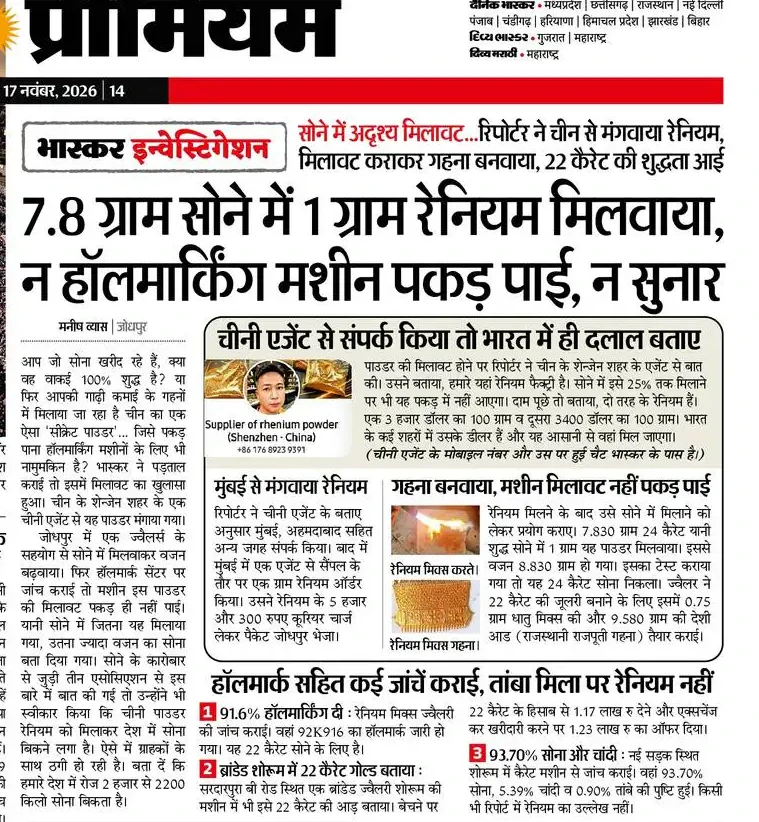 प्रीमियम
दैनिक भास्कर • मध्यप्रदेश | छत्तीसगढ़ | राजस्थान | नई दिल्ली
पंजाब | चंडीगढ़ | हरियाणा | हिमाचल प्रदेश | झारखंड | बिहार
दिव्य भास्कर • गुजरात | महाराष्ट्र
दिव्य मराठी • महाराष्ट्र
17 नवंबर, 2026 | 14
भास्कर इन्वेस्टिगेशन
सोने में अदृश्य मिलावट...रिपोर्टर ने चीन से मंगवाया रेनियम,
मिलावट कराकर गहना बनवाया, 22 कैरेट की शुद्धता आई
7.8 ग्राम सोने में 1 ग्राम रेनियम मिलवाया,
न हॉलमार्किंग मशीन पकड़ पाई, न सुनार
मनीष व्यास | जोधपुर
आप जो सोना खरीद रहे हैं, क्या
वह वाकई 100% शुद्ध है? या
फिर आपकी गाढ़ी कमाई के गहनों
में मिलाया जा रहा है चीन का एक
ऐसा ‘सीक्रेट पाउडर’... जिसे पकड़
पाना हॉलमार्किंग मशीनों के लिए भी
नामुमकिन है? भास्कर ने पड़ताल
कराई तो इसमें मिलावट का खुलासा
हुआ। चीन के शेन्जेन शहर के एक
चीनी एजेंट से यह पाउडर मंगाया गया।
जोधपुर में एक ज्वैलर्स के
सहयोग से सोने में मिलवाकर वजन
बढ़वाया। फिर हॉलमार्क सेंटर पर
जांच कराई तो मशीन इस पाउडर
की मिलावट पकड़ ही नहीं पाई।
यानी सोने में जितना यह मिलाया
गया, उतना ज्यादा वजन का सोना
बता दिया गया। सोने के कारोबार
से जुड़ी तीन एसोसिएशन से इस
बारे में बात की गई तो उन्होंने भी
स्वीकार किया कि चीनी पाउडर
रेनियम को मिलाकर देश में सोना
बिकने लगा है। ऐसे में ग्राहकों के
साथ ठगी हो रही है। बता दें कि
हमारे देश में रोज 2 हजार से 2200
किलो सोना बिकता है।
चीनी एजेंट से संपर्क किया तो भारत में ही दलाल बताए
Supplier of rhenium powder
(Shenzhen · China)
+86 176 8923 9391
पाउडर की मिलावट होने पर रिपोर्टर ने चीन के शेन्जेन शहर के एजेंट से बात
की। उसने बताया, हमारे यहां रेनियम फैक्ट्री है। सोने में इसे 25% तक मिलाने
पर भी यह पकड़ में नहीं आएगा। दाम पूछे तो बताया, दो तरह के रेनियम हैं।
एक 3 हजार डॉलर का 100 ग्राम व दूसरा 3400 डॉलर का 100 ग्राम। भारत
के कई शहरों में उसके डीलर हैं और यह आसानी से वहां मिल जाएगा।
(चीनी एजेंट के मोबाइल नंबर और उस पर हुई चैट भास्कर के पास है।)
मुंबई से मंगवाया रेनियम
रिपोर्टर ने चीनी एजेंट के बताए
अनुसार मुंबई, अहमदाबाद सहित
अन्य जगह संपर्क किया। बाद में
मुंबई में एक एजेंट से सैंपल के
तौर पर एक ग्राम रेनियम ऑर्डर
किया। उसने रेनियम के 5 हजार
और 300 रुपए कूरियर चार्ज
लेकर पैकेट जोधपुर भेजा।
गहना बनवाया, मशीन मिलावट नहीं पकड़ पाई
रेनियम मिक्स करते।
रेनियम मिक्स गहना।
रेनियम मिलने के बाद उसे सोने में मिलाने को
लेकर प्रयोग कराए। 7.830 ग्राम 24 कैरेट यानी
शुद्ध सोने में 1 ग्राम यह पाउडर मिलवाया। इससे
वजन 8.830 ग्राम हो गया। इसका टेस्ट कराया
गया तो यह 24 कैरेट सोना निकला। ज्वैलर ने
22 कैरेट की जूलरी बनाने के लिए इसमें 0.75
ग्राम धातु मिक्स की और 9.580 ग्राम की देशी
आड (राजस्थानी राजपूती गहना) तैयार कराई।
हॉलमार्क सहित कई जांचें कराई, तांबा मिला पर रेनियम नहीं
1 91.6% हॉलमार्किंग दी : रेनियम मिक्स ज्वैलरी
की जांच कराई। वहां 92K916 का हॉलमार्क जारी हो
गया। यह 22 कैरेट सोने के लिए है।
2 ब्रांडेड शोरूम में 22 कैरेट गोल्ड बताया :
सरदारपुरा बी रोड स्थित एक ब्रांडेड ज्वैलरी शोरूम की
मशीन में भी इसे 22 कैरेट की आड़ बताया। बेचने पर
22 कैरेट के हिसाब से 1.17 लाख रु देने और एक्सचेंज
कर खरीदारी करने पर 1.23 लाख रु का ऑफर दिया।
3 93.70% सोना और चांदी : नई सड़क स्थित
शोरूम में कैरेट मशीन से जांच कराई। वहां 93.70%
सोना, 5.39% चांदी व 0.90% तांबे की पुष्टि हुई। किसी
भी रिपोर्ट में रेनियम का उल्लेख नहीं।